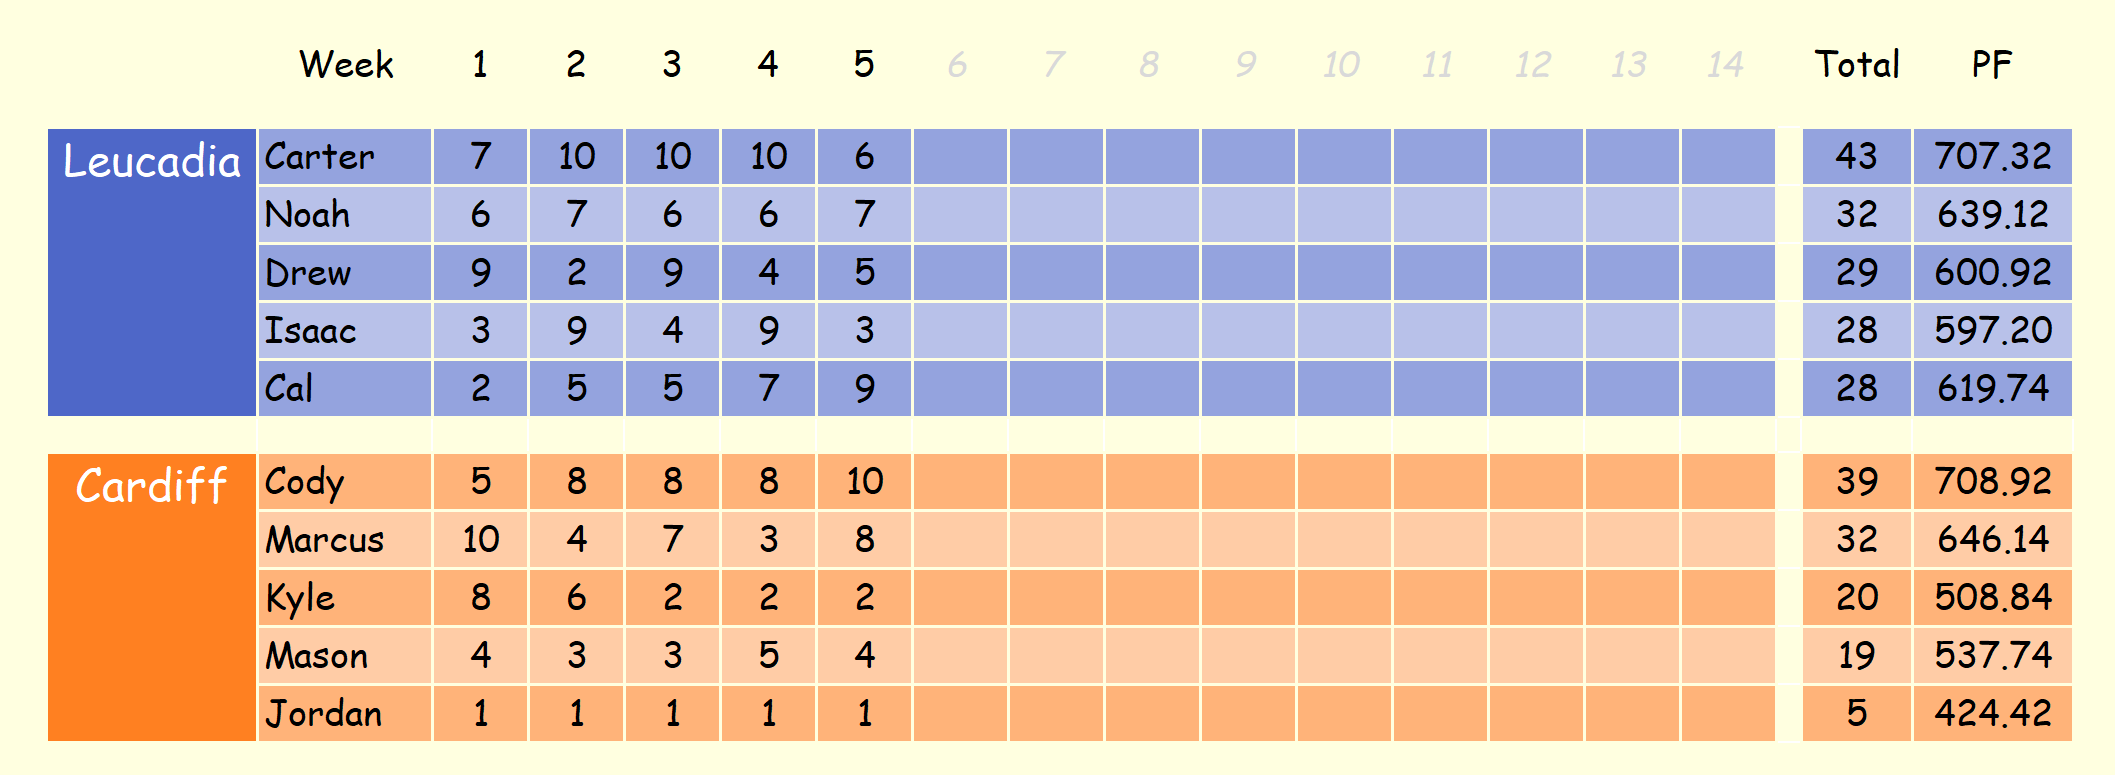 Week 1 2 3 4 5 6 7 8 9 10 11 12 13 14 Total PF
Leucadia Carter 7 10 10 10 6 43 707.32
Noah 6 7 6 6 7 32 639.12
Drew 9 2 9 4 5 29 600.92
Isaac 3 9 4 9 3 28 597.20
Cal 2 5 5 7 9 28 619.74
Cardiff Cody 5 8 8 8 10 39 708.92
Marcus 10 4 7 3 8 32 646.14
Kyle 8 6 2 2 2 20 508.84
Mason 4 3 3 5 4 19 537.74
Jordan 1 1 1 1 1 5 424.42